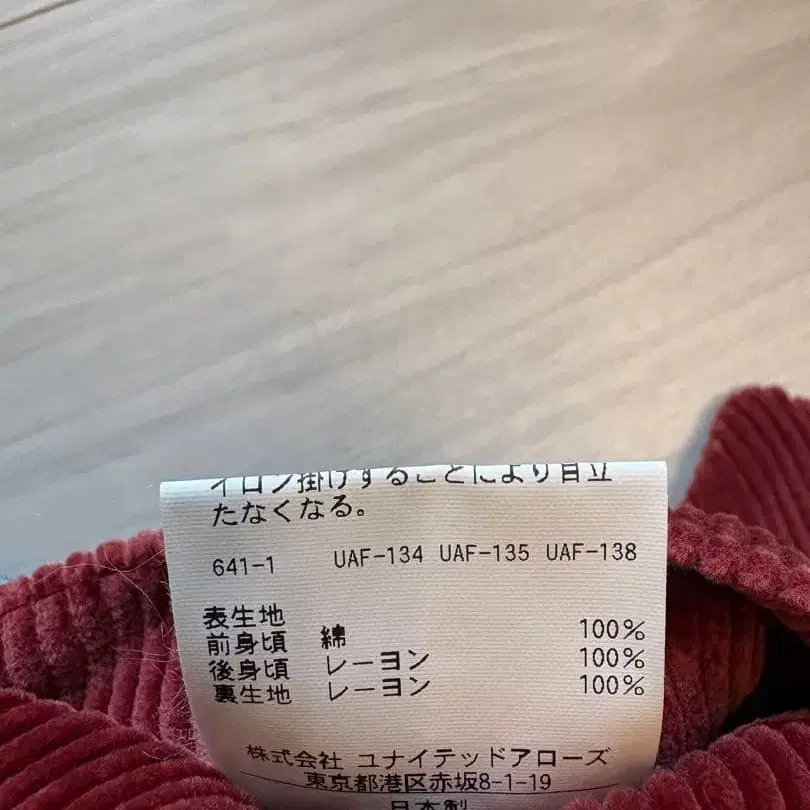 イロン掛けすることにより目立
たなくなる。
641-1 UAF-134 UAF-135 UAF-138
表生地
前身頃 綿 100%
後身頃 レーヨン 100%
裏生地 レーヨン 100%
株式会社 ユナイテッドアローズ
東京都港区赤坂8-1-19
日本製